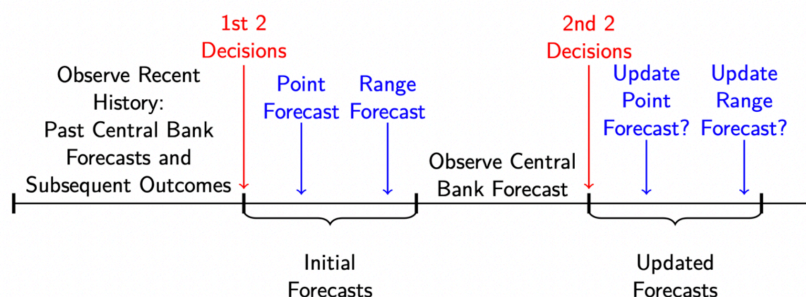 1st 2
Decisions
2nd 2
Decisions
Observe Recent
History:
Past Central Bank
Forecasts and
Subsequent Outcomes
Point
Forecast
Range
Forecast
Observe Central
Bank Forecast
Update
Point
Forecast?
Update
Range
Forecast?
Initial
Forecasts
Updated
Forecasts